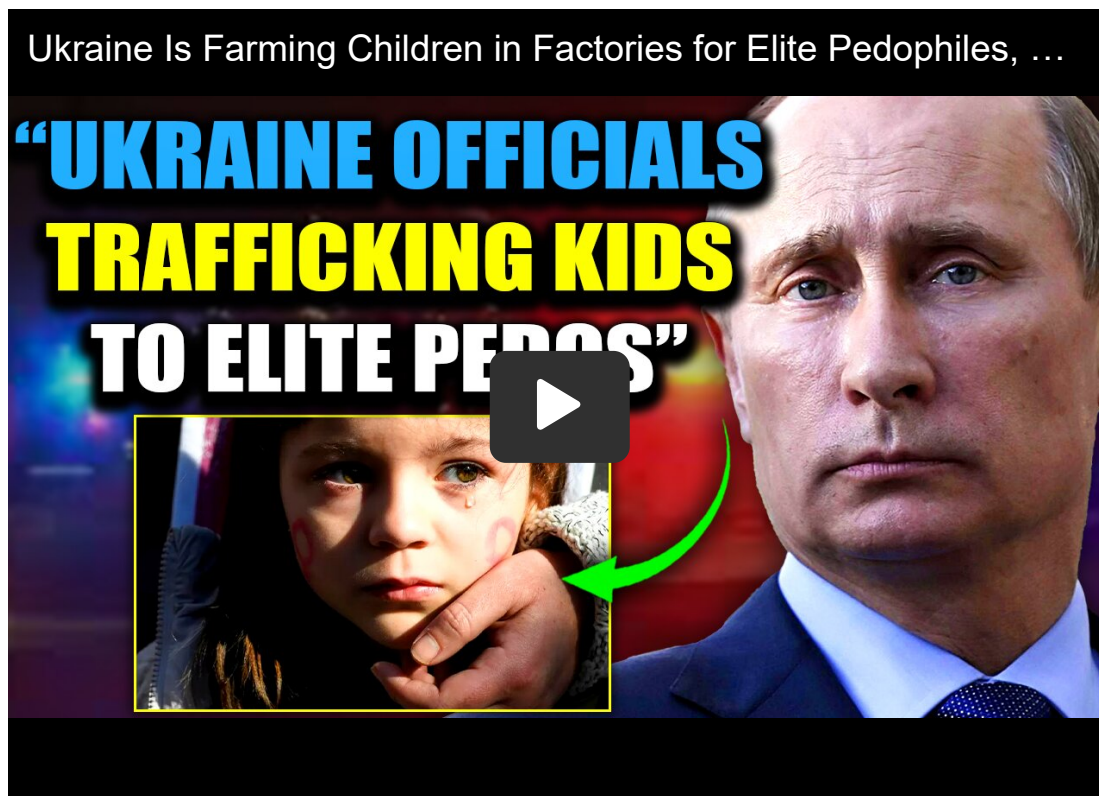 Ukraine Is Farming Children in Factories for Elite Pedophiles, …
“UKRAINE OFFICIALS
TRAFFICKING KIDS
TO ELITE PEDOS”